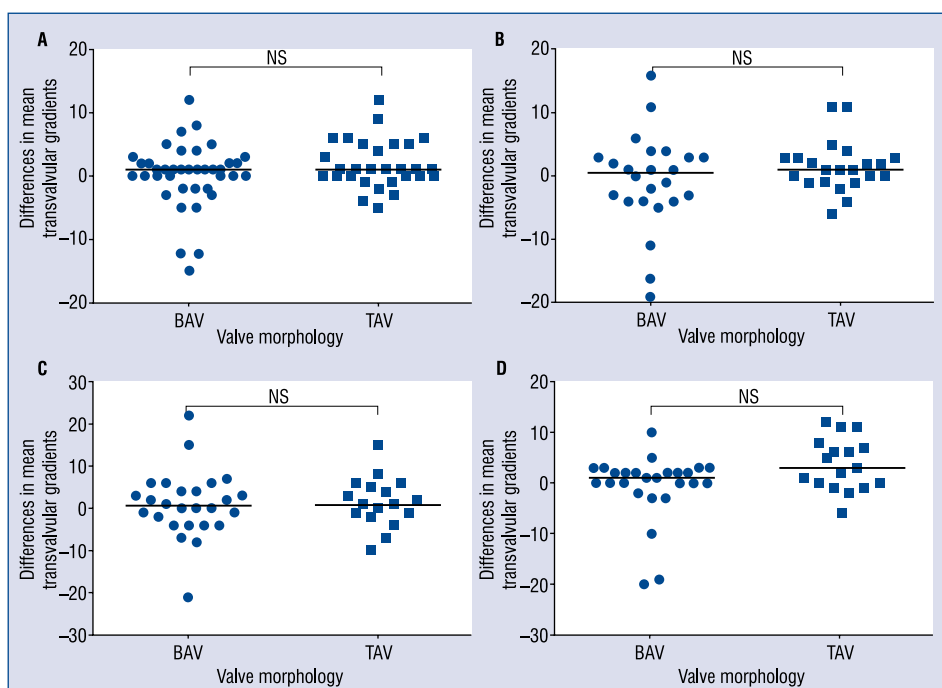 A
Differences in mean
transvalvular gradients
20
10
0
–10
–20
NS
BAV
TAV
Valve morphology
B
Differences in mean
transvalvular gradients
20
10
0
–10
–20
NS
BAV
TAV
Valve morphology
C
Differences in mean
transvalvular gradients
30
20
10
0
–10
–20
–30
NS
BAV
TAV
Valve morphology
D
Differences in mean
transvalvular gradients
20
10
0
–10
–20
–30
NS
BAV
TAV
Valve morphology